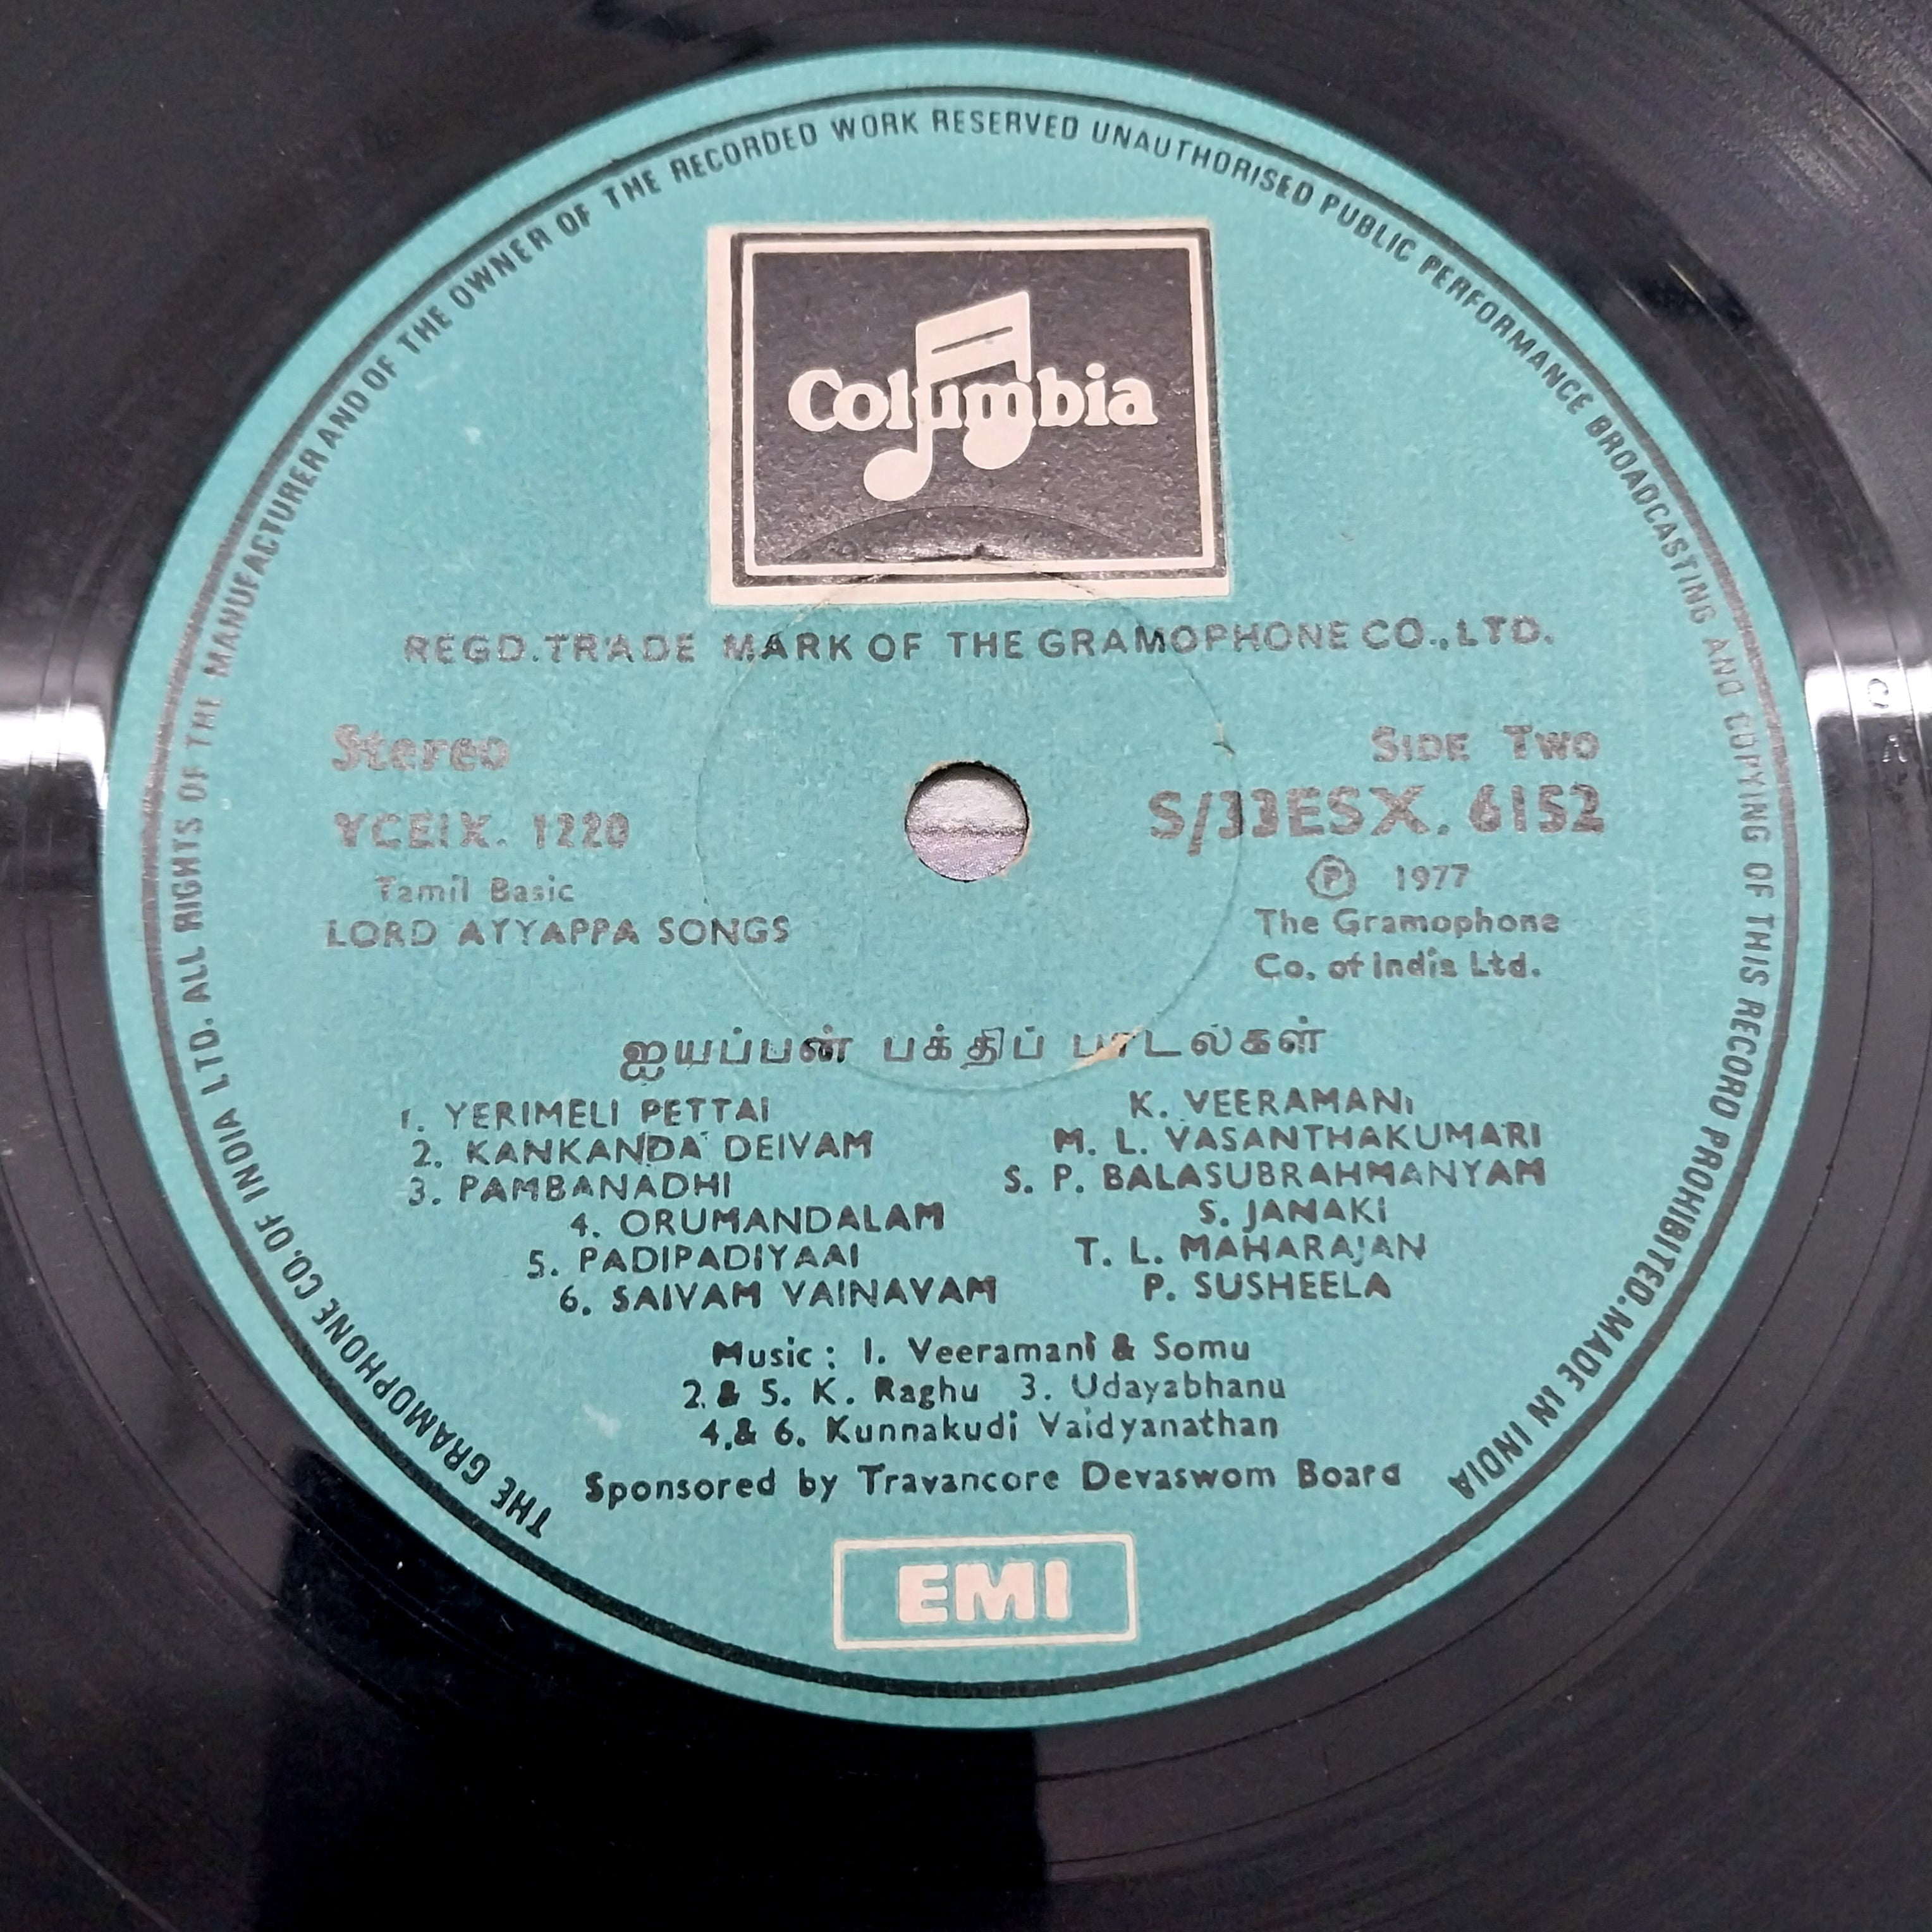 THE GRAMOPHONE CO. OF INDIA LTD. ALL RIGHTS OF THE MANUFACTURER AND OF THE OWNER OF THE RECORDED WORK RESERVED UNAUTHORISED PUBLIC PERFORMANCE BROADCASTING AND COPYING OF THIS RECORD PROHIBITED. MADE IN INDIA
Columbia
REGD. TRADE MARK OF THE GRAMOPHONE CO., LTD.
Stereo
SIDE TWO
YCEIX. 1220
S/33ESX. 6152
Tamil Basic
Ⓟ 1977
LORD AYYAPPA SONGS
The Gramophone
Co. of India Ltd.
ஐயப்பன் பக்திப் பாடல்கள்
1. YERIMELI PETTAI K. VEERAMANI
2. KANKANDA DEIVAM M. L. VASANTHAKUMARI
3. PAMBANADHI S. P. BALASUBRAHMANYAM
4. ORUMANDALAM S. JANAKI
5. PADIPADIYAAI T. L. MAHARAJAN
6. SAIVAM VAINAVAM P. SUSHEELA
Music : 1. Veeramani & Somu
2. & 5. K. Raghu 3. Udayabhanu
4.& 6. Kunnakudi Vaidyanathan
Sponsored by Travancore Devaswom Board
EMI